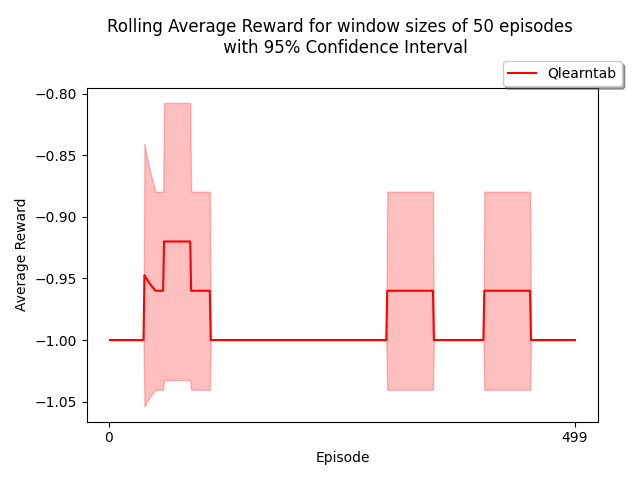 Rolling Average Reward for window sizes of 50 episodes
with 95% Confidence Interval
Qlearntab
−0.80
−0.85
−0.90
−0.95
−1.00
−1.05
Average Reward
0
499
Episode